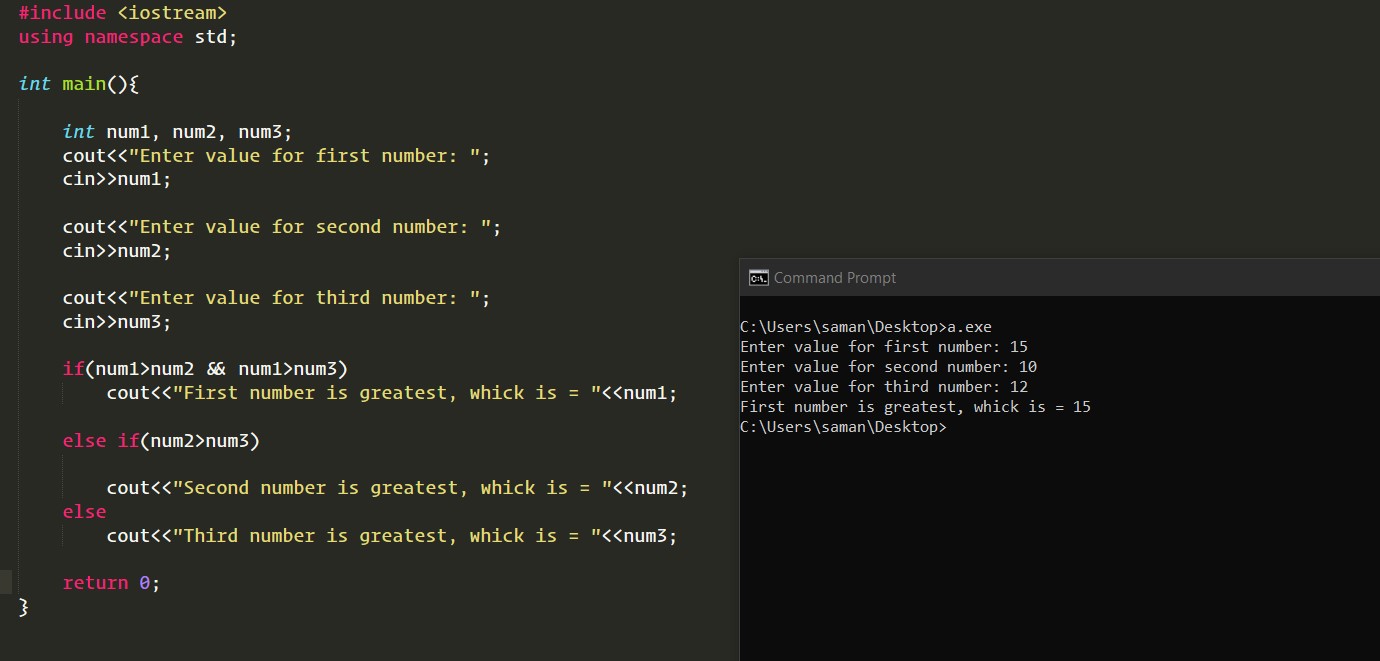 #include <iostream>
using namespace std;
int main(){
int num1, num2, num3;
cout<<"Enter value for first number: ";
cin>>num1;
cout<<"Enter value for second number: ";
cin>>num2;
cout<<"Enter value for third number: ";
cin>>num3;
if(num1>num2 && num1>num3)
cout<<"First number is greatest, whick is = "<<num1;
else if(num2>num3)
cout<<"Second number is greatest, whick is = "<<num2;
else
cout<<"Third number is greatest, whick is = "<<num3;
return 0;
}
Command Prompt
C:\Users\saman\Desktop>a.exe
Enter value for first number: 15
Enter value for second number: 10
Enter value for third number: 12
First number is greatest, whick is = 15
C:\Users\saman\Desktop>